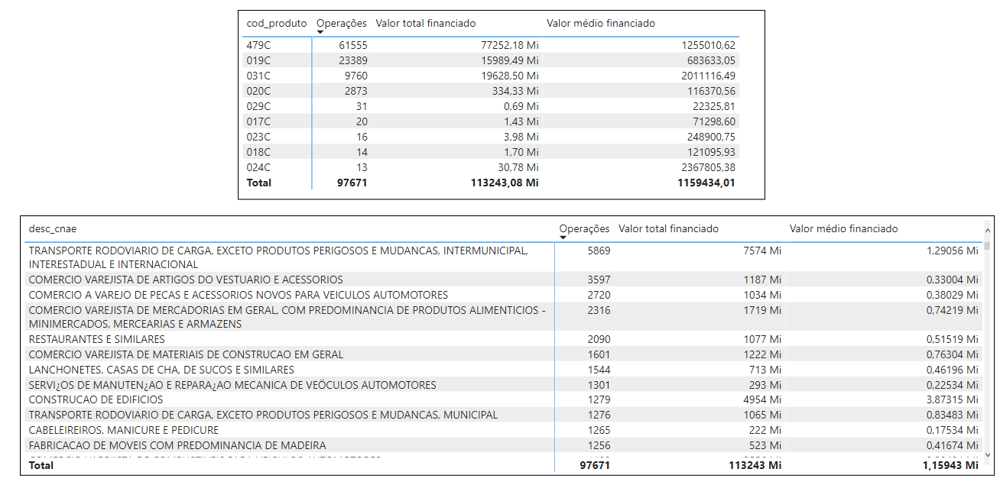 cod_produto Operações Valor total financiado Valor médio financiado
479C 61555 77252,18 Mi 1255010,62
019C 23389 15989,49 Mi 683633,05
031C 9760 19628,50 Mi 2011116,49
020C 2873 334,33 Mi 116370,56
029C 31 0,69 Mi 22325,81
017C 20 1,43 Mi 71298,60
023C 16 3,98 Mi 248900,75
018C 14 1,70 Mi 121095,93
024C 13 30,78 Mi 2367805,38
Total 97671 113243,08 Mi 1159434,01
desc_cnae Operações Valor total financiado Valor médio financiado
TRANSPORTE RODOVIARIO DE CARGA, EXCETO PRODUTOS PERIGOSOS E MUDANCAS, INTERMUNICIPAL, 5869 7574 Mi 1,29056 Mi
INTERESTADUAL E INTERNACIONAL
COMERCIO VAREJISTA DE ARTIGOS DO VESTUARIO E ACESSORIOS 3597 1187 Mi 0,33004 Mi
COMERCIO A VAREJO DE PECAS E ACESSORIOS NOVOS PARA VEICULOS AUTOMOTORES 2720 1034 Mi 0,38029 Mi
COMERCIO VAREJISTA DE MERCADORIAS EM GERAL, COM PREDOMINANCIA DE PRODUTOS ALIMENTICIOS - 2316 1719 Mi 0,74219 Mi
MINIMERCADOS, MERCEARIAS E ARMAZENS
RESTAURANTES E SIMILARES 2090 1077 Mi 0,51519 Mi
COMERCIO VAREJISTA DE MATERIAIS DE CONSTRUCAO EM GERAL 1601 1222 Mi 0,76304 Mi
LANCHONETES, CASAS DE CHA, DE SUCOS E SIMILARES 1544 713 Mi 0,46196 Mi
SERVI¿OS DE MANUTEN¿AO E REPARA¿AO MECANICA DE VEÖCULOS AUTOMOTORES 1301 293 Mi 0,22534 Mi
CONSTRUCAO DE EDIFICIOS 1279 4954 Mi 3,87315 Mi
TRANSPORTE RODOVIARIO DE CARGA, EXCETO PRODUTOS PERIGOSOS E MUDANCAS, MUNICIPAL 1276 1065 Mi 0,83483 Mi
CABELEIREIROS, MANICURE E PEDICURE 1265 222 Mi 0,17534 Mi
FABRICACAO DE MOVEIS COM PREDOMINANCIA DE MADEIRA 1256 523 Mi 0,41674 Mi
Total 97671 113243 Mi 1,15943 Mi